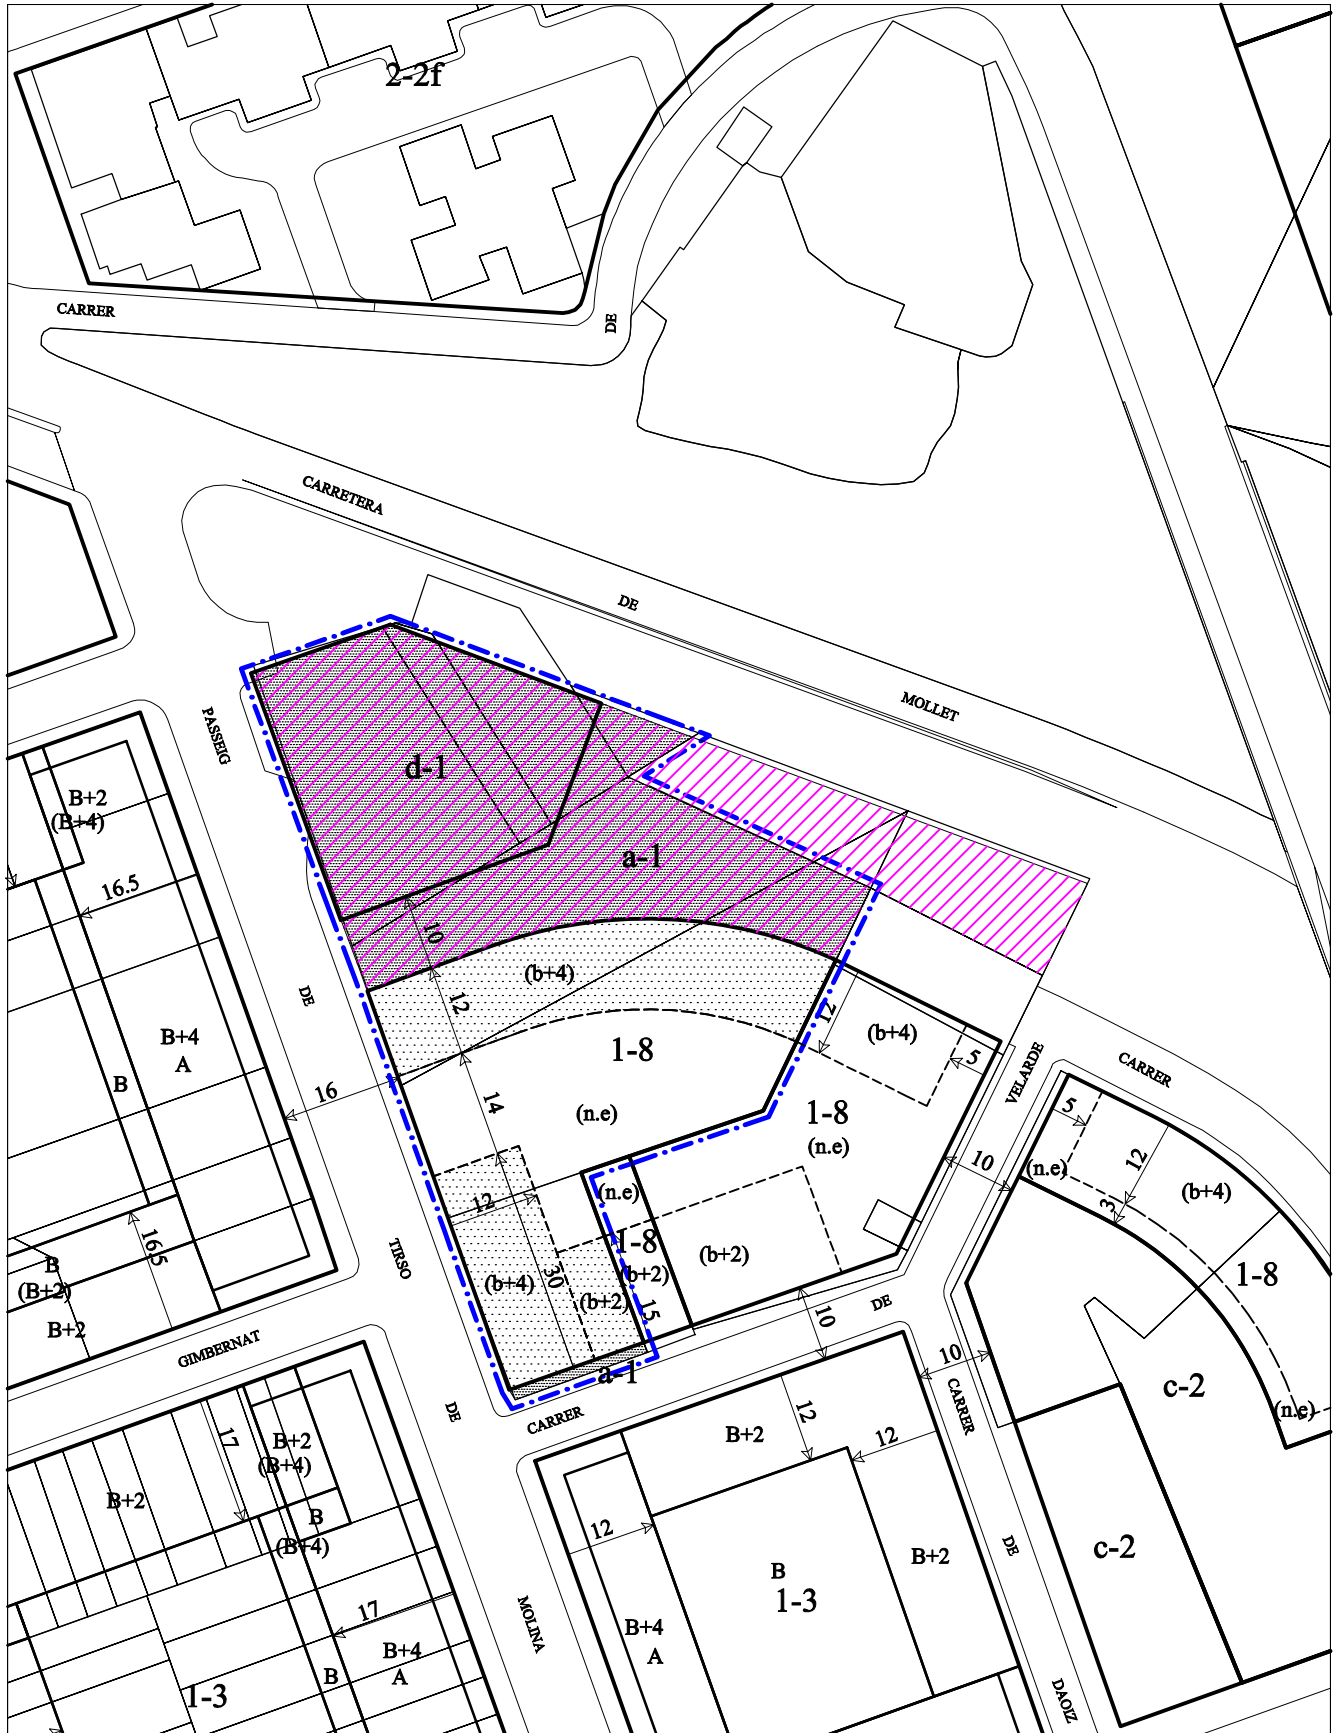 2-2f
CARRER
DE
CARRETERA
DE
MOLLET
PASSEIG
d-1
B+2
(B+4)
a-1
16.5
10
(b+4)
DE
12
12
(b+4)
5
1-8
B+4
A
VELARDE
CARRER
B
16
14
(n.e)
1-8
(n.e)
5
10
12
(n.e)
(b+4)
3
12
(n.e)
16.5
TIRSO
1-8
(b+2)
B
(B+2)
(b+4)
30
(b+2)
(b+2)
15
1-8
B+2
DE
10
GIMBERNAT
10
a-1
c-2
DE
CARRER
CARRER
(n.e)
17
B+2
(B+4)
B+2
12
12
B+2
B
(B+4)
12
DE
c-2
B+2
B
1-3
MOLINA
17
B+4
A
B+4
A
B
1-3
DAOIZ